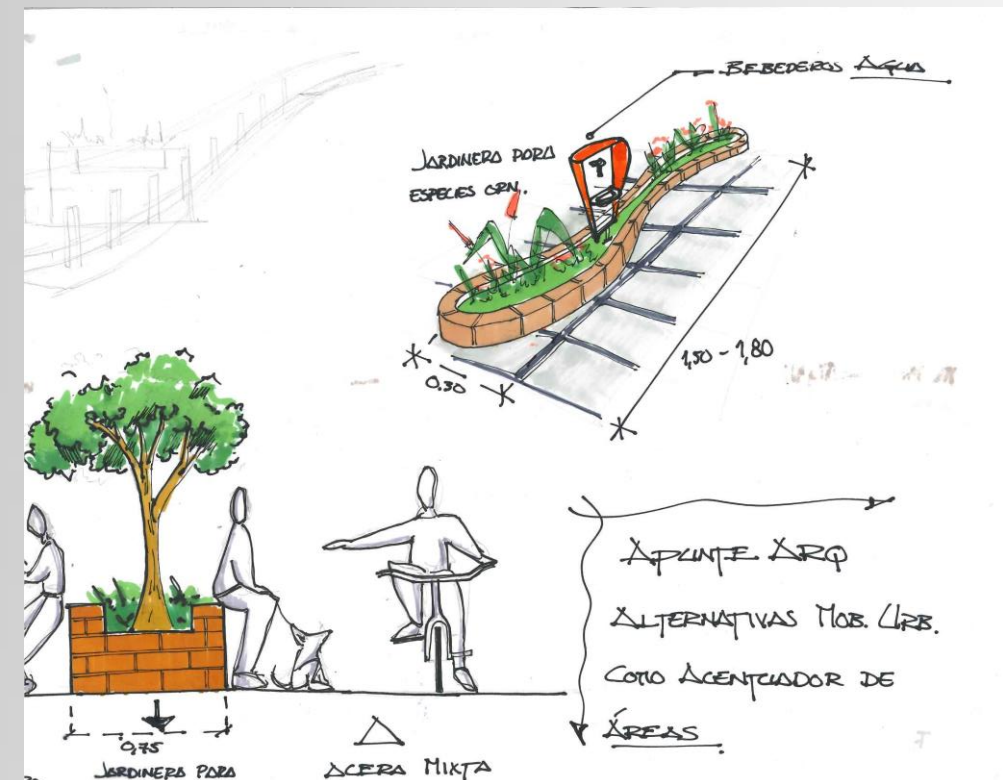 BEBEDEROS AGUA
JARDINERA PARA
ESPECIES ORN.
0.30
1,50 - 1,80
APUNTE ARQ
ALTERNATIVAS MOB. URB.
COMO ACENTUADOR DE
ÁREAS
0,75
JARDINERA PARA
ACERA MIXTA